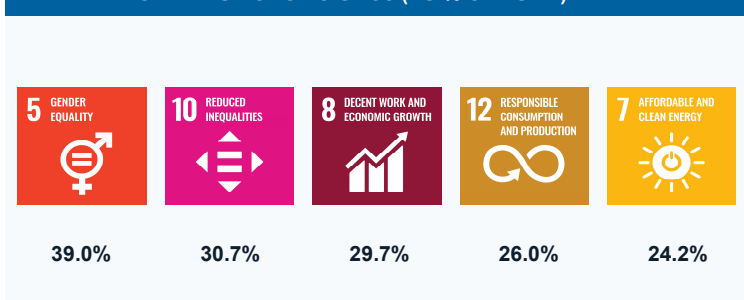 5 GENDER
EQUALITY
10 REDUCED
INEQUALITIES
8 DECENT WORK AND
ECONOMIC GROWTH
12 RESPONSIBLE
CONSUMPTION
AND PRODUCTION
7 AFFORDABLE AND
CLEAN ENERGY
39.0% 30.7% 29.7% 26.0% 24.2%